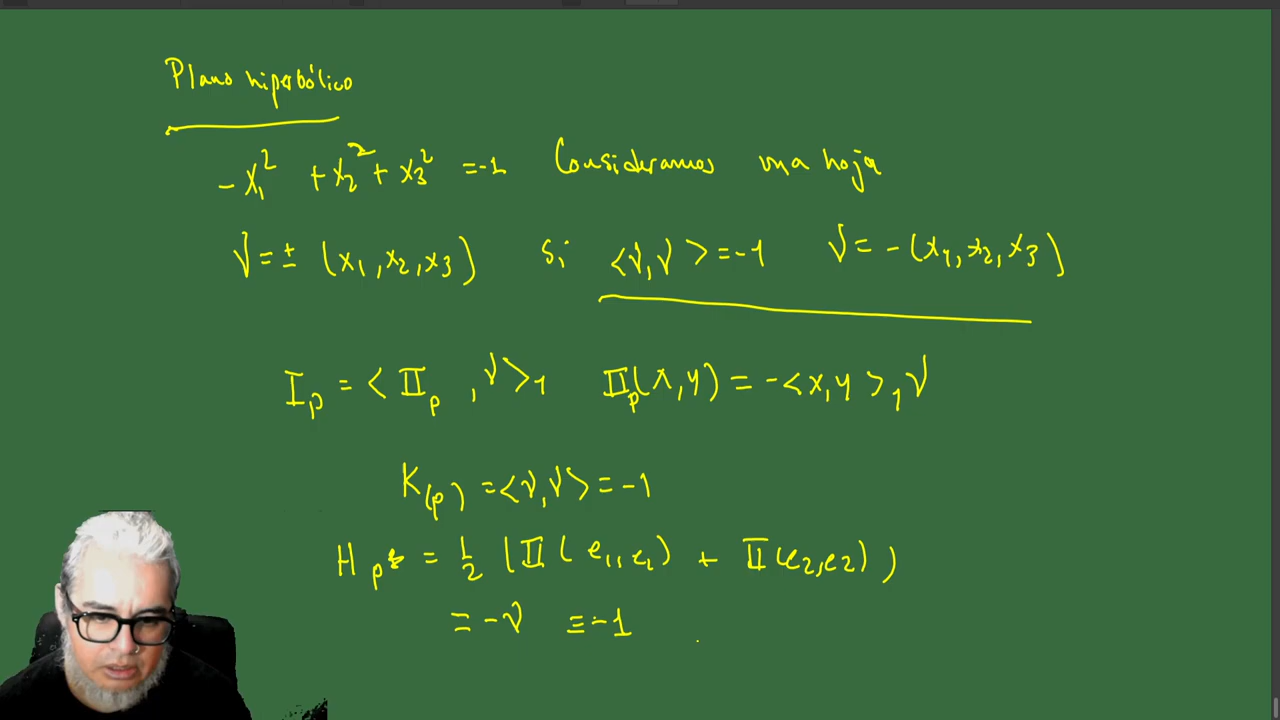 Plano hiperbólico
-x₁² + x₂² + x₃² = -1 Consideramos una hoja
ν = ± (x₁, x₂, x₃) si <ν, ν> = -1 ν = -(x₁, x₂, x₃)
I_p = < II_p , ν >₁ II_p(x, y) = - <x, y>₁ ν
K(p) = <ν, ν> = -1
H_p = ½ (II(e₁, e₁) + II(e₂, e₂))
= -ν ≡ -1